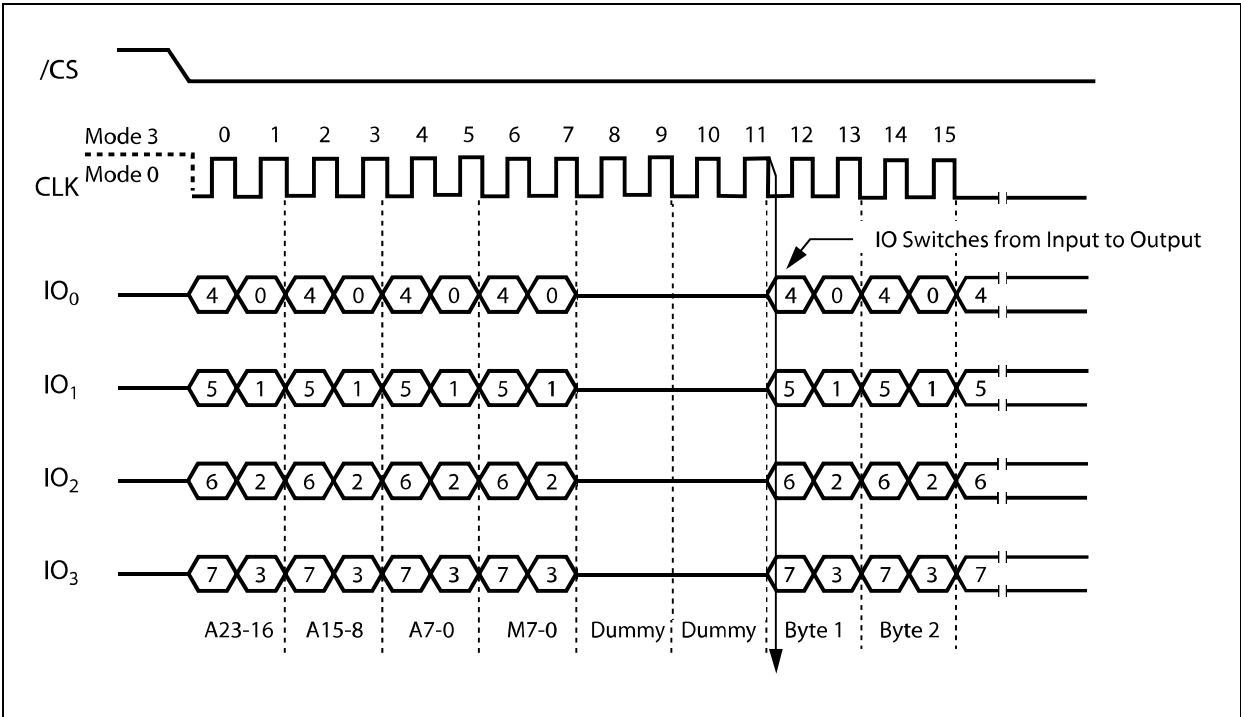 /CS
Mode 3
0 1 2 3 4 5 6 7 8 9 10 11 12 13 14 15
CLK
Mode 0
IO Switches from Input to Output
IO₀ 4 0 4 0 4 0 4 0 4 0 4 0 4
IO₁ 5 1 5 1 5 1 5 1 5 1 5 1 5
IO₂ 6 2 6 2 6 2 6 2 6 2 6 2 6
IO₃ 7 3 7 3 7 3 7 3 7 3 7 3 7
A23-16 A15-8 A7-0 M7-0 Dummy Dummy Byte 1 Byte 2